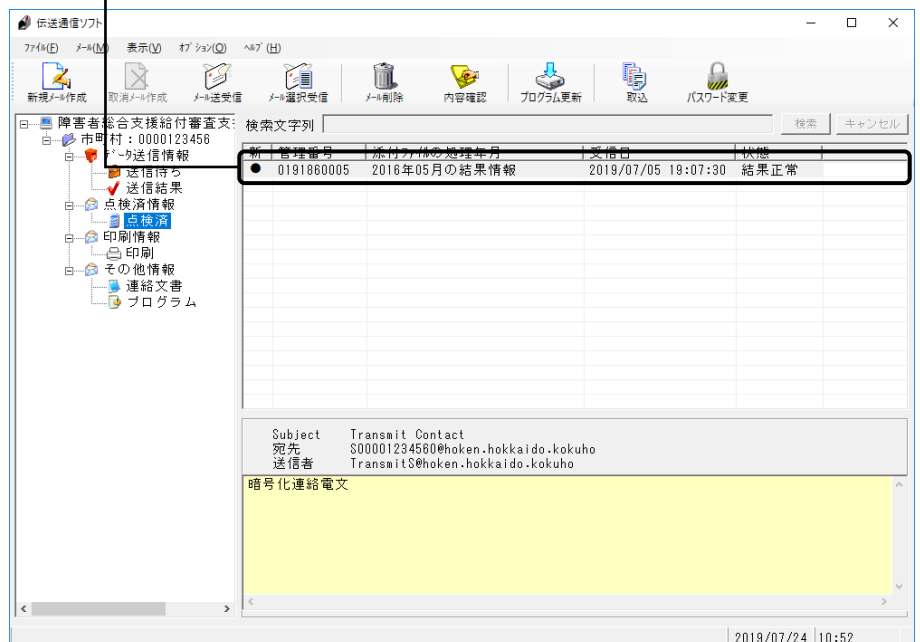 伝送通信ソフト
ファイル(F) メール(M) 表示(V) オプション(O) ヘルプ(H)
新規メール作成 取消メール作成 メール送受信 メール選択受信 メール削除 内容確認 プログラム更新 取込 パスワード変更
障害者総合支援給付審査支
検索文字列 検索 キャンセル
市町村:0000123456
データ送信情報
送信待ち
送信結果
点検済情報
点検済
印刷情報
印刷
その他情報
連絡文書
プログラム
新 管理番号 添付ファイルの処理年月 受信日 状態
● 0191860005 2016年05月の結果情報 2019/07/05 19:07:30 結果正常
Subject Transmit Contact
宛先 S00001234560@hoken.hokkaido.kokuho
送信者 TransmitS@hoken.hokkaido.kokuho
暗号化連絡電文
2019/07/24 10:52